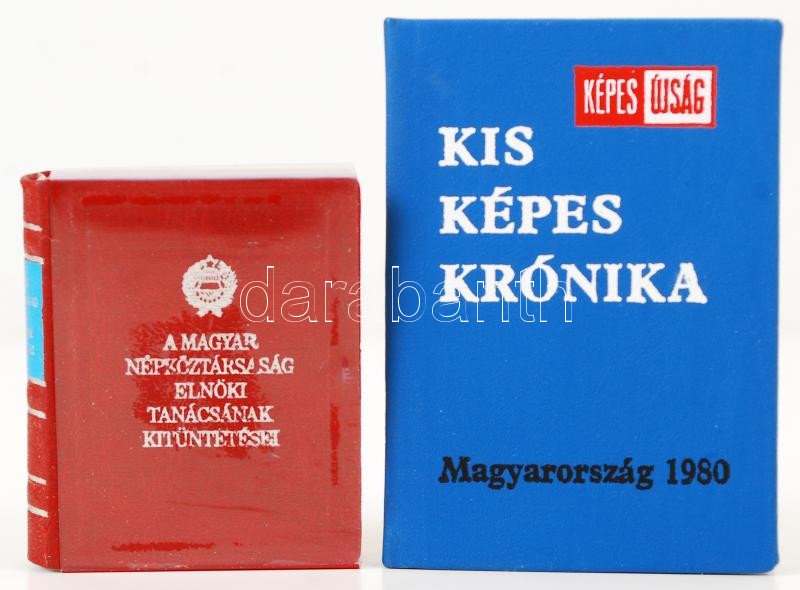 A MAGYAR
NÉPKÖZTÁRSASÁG
ELNÖKI
TANÁCSÁNAK
KITÜNTETÉSEI
KÉPES ÚJSÁG
KIS
KÉPES
KRÓNIKA
Magyarország 1980
darabanth